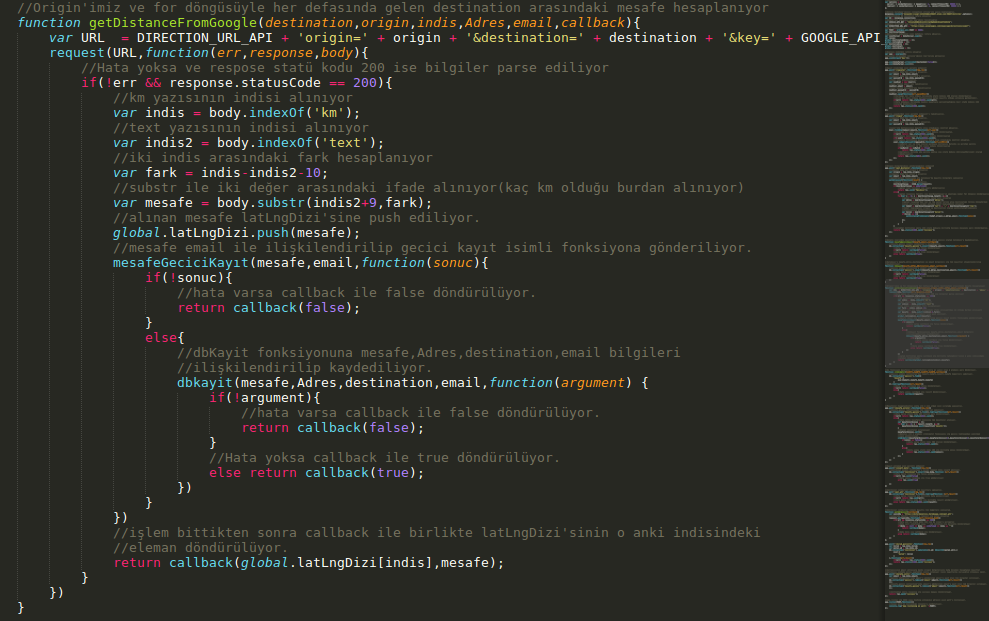 //Origin'imiz ve for döngüsüyle her defasında gelen destination arasındaki mesafe hesaplanıyor
function getDistanceFromGoogle(destination,origin,indis,Adres,email,callback){
var URL  = DIRECTION_URL_API + 'origin=' + origin + '&destination=' + destination + '&key=' + GOOGLE_API
request(URL,function(err,response,body){
//Hata yoksa ve respose statü kodu 200 ise bilgiler parse ediliyor
if(!err && response.statusCode == 200){
//km yazısının indisi alınıyor
var indis = body.indexOf('km');
//text yazısının indisi alınıyor
var indis2 = body.indexOf('text');
//iki indis arasındaki fark hesaplanıyor
var fark = indis-indis2-10;
//substr ile iki değer arasındaki ifade alınıyor(kaç km olduğu burdan alınıyor)
var mesafe = body.substr(indis2+9,fark);
//alınan mesafe latLngDizi'sine push ediliyor.
global.latLngDizi.push(mesafe);
//mesafe email ile ilişkilendirilip gecici kayıt isimli fonksiyona gönderiliyor.
mesafeGeciciKayit(mesafe,email,function(sonuc){
if(!sonuc){
//hata varsa callback ile false döndürülüyor.
return callback(false);
}
else{
//dbKayit fonksiyonuna mesafe,Adres,destination,email bilgileri
//ilişkilendirilip kaydediliyor.
dbkayit(mesafe,Adres,destination,email,function(argument) {
if(!argument){
//hata varsa callback ile false döndürülüyor.
return callback(false);
}
//Hata yoksa callback ile true döndürülüyor.
else return callback(true);
})
}
})
//işlem bittikten sonra callback ile birlikte latLngDizi'sinin o anki indisindeki
//eleman döndürülüyor.
return callback(global.latLngDizi[indis],mesafe);
}
})
}